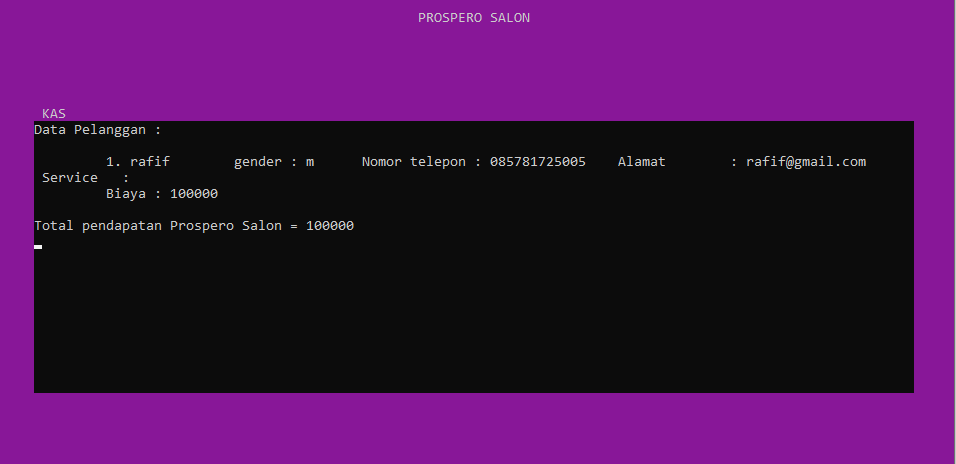 PROSPERO SALON
KAS
Data Pelanggan :
1. rafif gender : m Nomor telepon : 085781725005 Alamat : rafif@gmail.com
Service :
Biaya : 100000
Total pendapatan Prospero Salon = 100000